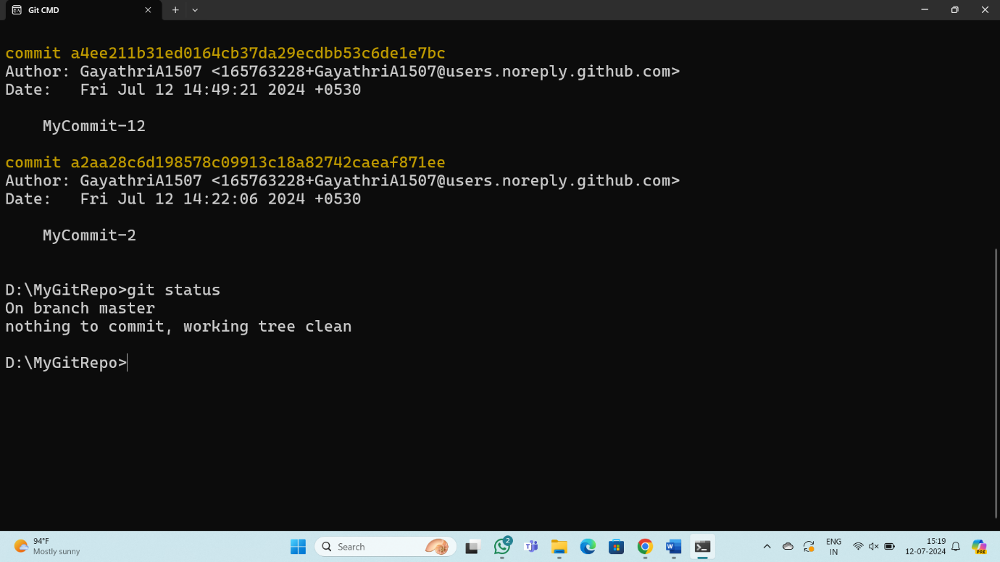 Git CMD
commit a4ee211b31ed0164cb37da29ecdbb53c6de1e7bc
Author: GayathriA1507 <165763228+GayathriA1507@users.noreply.github.com>
Date:   Fri Jul 12 14:49:21 2024 +0530
MyCommit-12
commit a2aa28c6d198578c09913c18a82742caeaf871ee
Author: GayathriA1507 <165763228+GayathriA1507@users.noreply.github.com>
Date:   Fri Jul 12 14:22:06 2024 +0530
MyCommit-2
D:\MyGitRepo>git status
On branch master
nothing to commit, working tree clean
D:\MyGitRepo>
94°F
Mostly sunny
Search
2
ENG
IN
15:19
12-07-2024
PRE